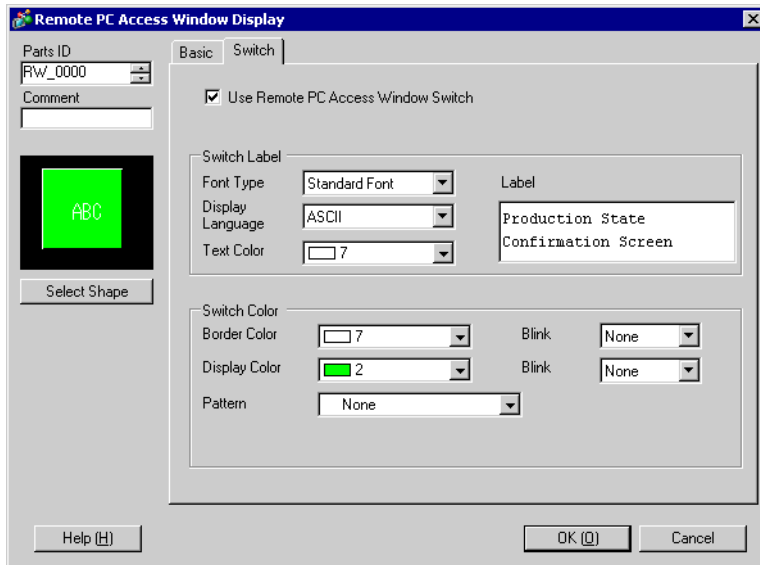 Remote PC Access Window Display
Parts ID
RW_0000
Comment
ABC
Select Shape
Basic Switch
Use Remote PC Access Window Switch
Switch Label
Font Type Standard Font Label
Display Language ASCII
Text Color 7
Production State
Confirmation Screen
Switch Color
Border Color 7 Blink None
Display Color 2 Blink None
Pattern None
Help (H) OK (O) Cancel